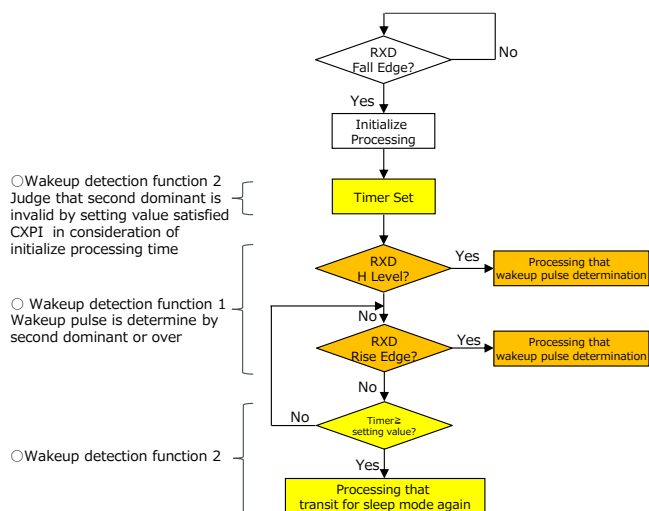 RXD
Fall Edge?
No
Yes
Initialize
Processing
○Wakeup detection function 2
Judge that second dominant is
invalid by setting value satisfied
CXPI in consideration of
initialize processing time
Timer Set
RXD
H Level?
Yes
Processing that
wakeup pulse determination
No
○ Wakeup detection function 1
Wakeup pulse is determine by
second dominant or over
RXD
Rise Edge?
Yes
Processing that
wakeup pulse determination
No
No
Timer≧
setting value?
○Wakeup detection function 2
Yes
Processing that
transit for sleep mode again